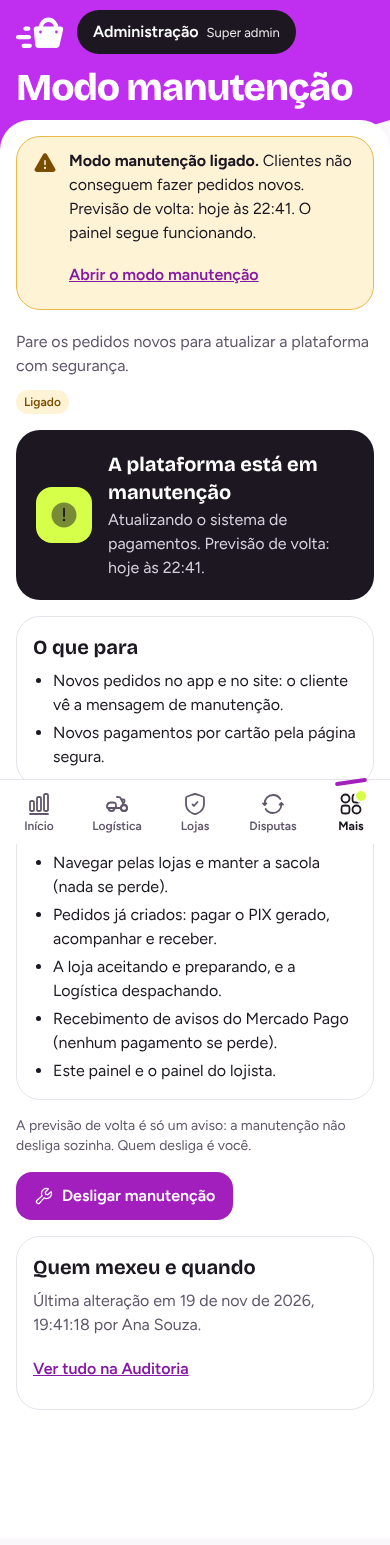 Administração Super admin
Modo manutenção
Modo manutenção ligado. Clientes não
conseguem fazer pedidos novos.
Previsão de volta: hoje às 22:41. O
painel segue funcionando.
Abrir o modo manutenção
Pare os pedidos novos para atualizar a plataforma
com segurança.
Ligado
A plataforma está em
manutenção
Atualizando o sistema de
pagamentos. Previsão de volta:
hoje às 22:41.
O que para
• Novos pedidos no app e no site: o cliente
vê a mensagem de manutenção.
• Novos pagamentos por cartão pela página
segura.
Início Logística Lojas Disputas Mais
• Navegar pelas lojas e manter a sacola
(nada se perde).
• Pedidos já criados: pagar o PIX gerado,
acompanhar e receber.
• A loja aceitando e preparando, e a
Logística despachando.
• Recebimento de avisos do Mercado Pago
(nenhum pagamento se perde).
• Este painel e o painel do lojista.
A previsão de volta é só um aviso: a manutenção não
desliga sozinha. Quem desliga é você.
Desligar manutenção
Quem mexeu e quando
Última alteração em 19 de nov de 2026,
19:41:18 por Ana Souza.
Ver tudo na Auditoria